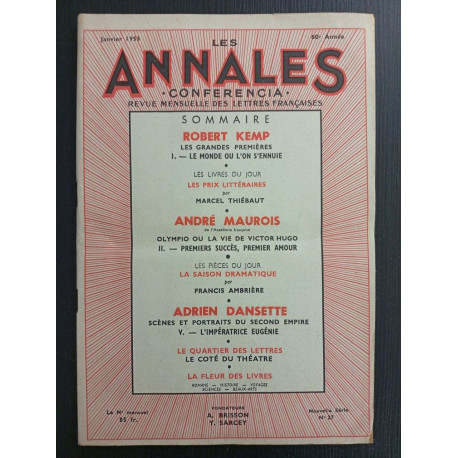 Janvier 1953
LES
60e Année
ANNALES
· CONFERENCIA ·
REVUE MENSUELLE DES LETTRES FRANÇAISES
SOMMAIRE
ROBERT KEMP
LES GRANDES PREMIÈRES
I. — LE MONDE OU L'ON S'ENNUIE
LES LIVRES DU JOUR
LES PRIX LITTÉRAIRES
par
MARCEL THIÉBAUT
ANDRÉ MAUROIS
de l'Académie française
OLYMPIO OU LA VIE DE VICTOR HUGO
II. — PREMIERS SUCCÈS, PREMIER AMOUR
LES PIÈCES DU JOUR
LA SAISON DRAMATIQUE
par
FRANCIS AMBRIÈRE
ADRIEN DANSETTE
SCÈNES ET PORTRAITS DU SECOND EMPIRE
V. — L'IMPÉRATRICE EUGÉNIE
LE QUARTIER DES LETTRES
LE COTÉ DU THÉATRE
LA FLEUR DES LIVRES
ROMANS — HISTOIRE — VOYAGES
SCIENCES — BEAUX-ARTS
Le No mensuel
85 fr.
FONDATEURS
A. BRISSON
Y. SARCEY
Nouvelle Série
No 27